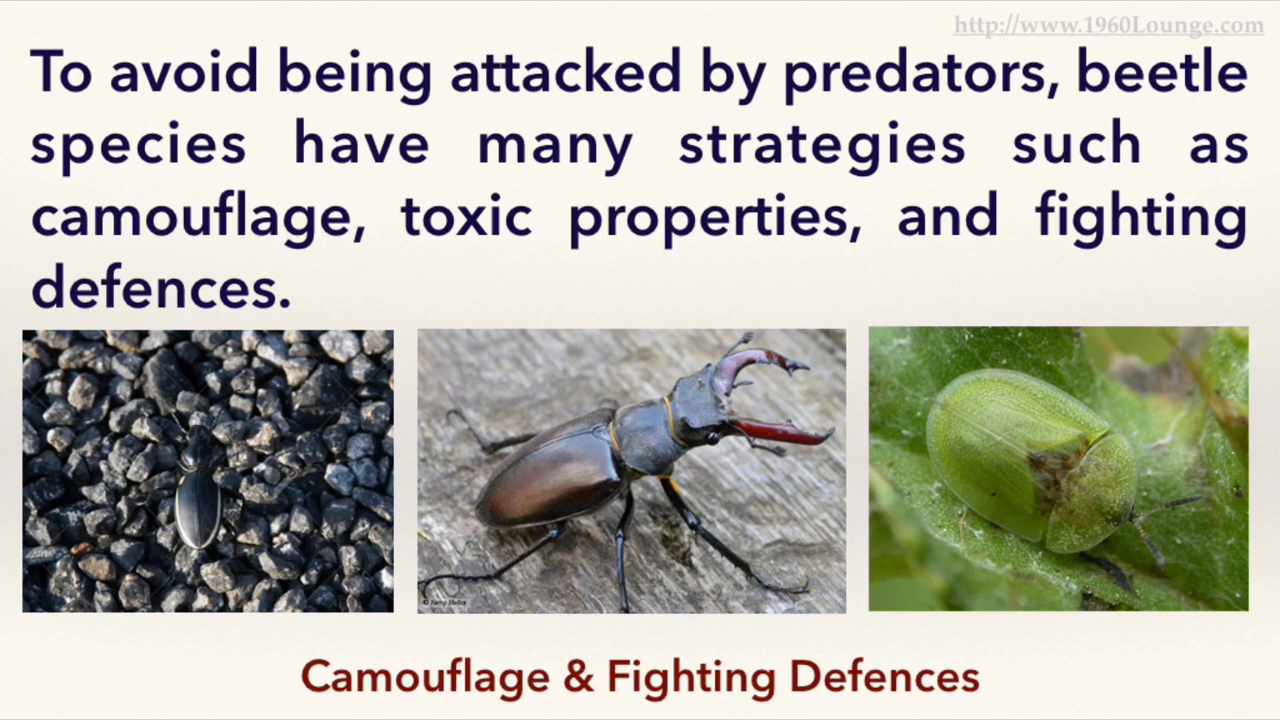 http://www.1960Lounge.com
To avoid being attacked by predators, beetle
species have many strategies such as
camouflage, toxic properties, and fighting
defences.
Camouflage & Fighting Defences